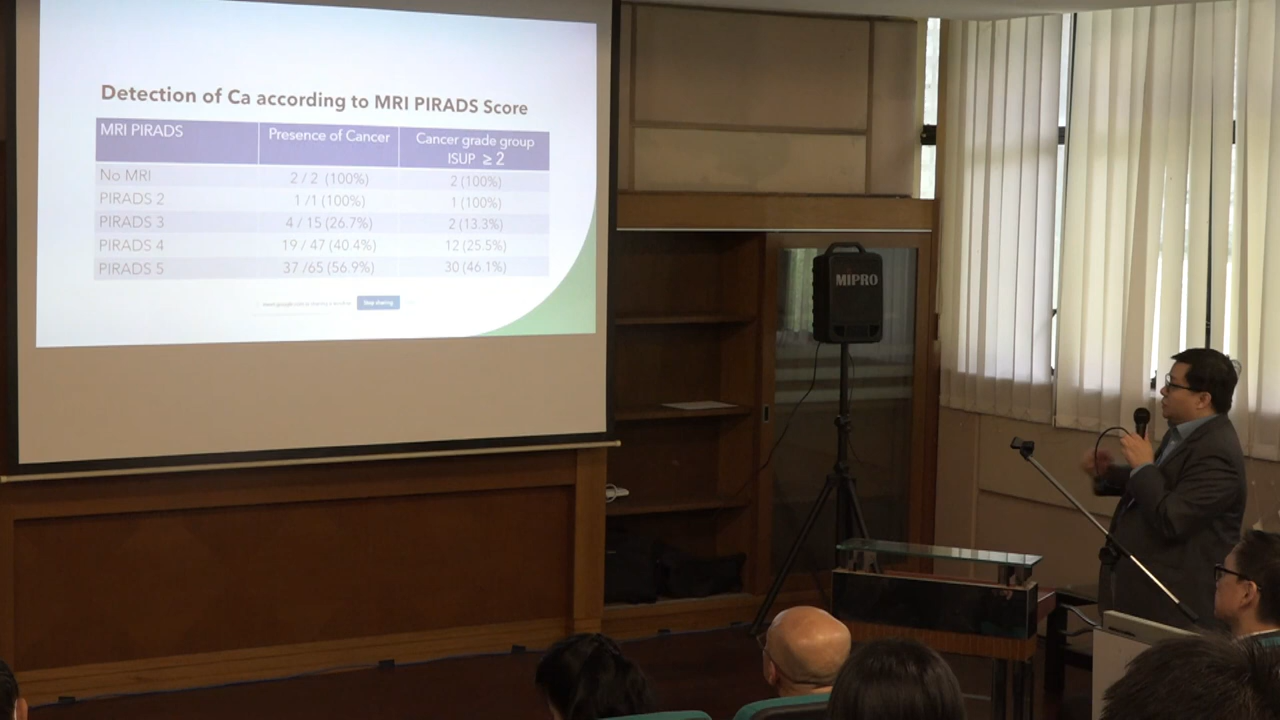 Detection of Ca according to MRI PIRADS Score
MRI PIRADS Presence of Cancer Cancer grade group
ISUP ≥ 2
No MRI 2 / 2 (100%) 2 (100%)
PIRADS 2 1 /1 (100%) 1 (100%)
PIRADS 3 4 / 15 (26.7%) 2 (13.3%)
PIRADS 4 19 / 47 (40.4%) 12 (25.5%)
PIRADS 5 37 /65 (56.9%) 30 (46.1%)
Stop sharing
MIPRO